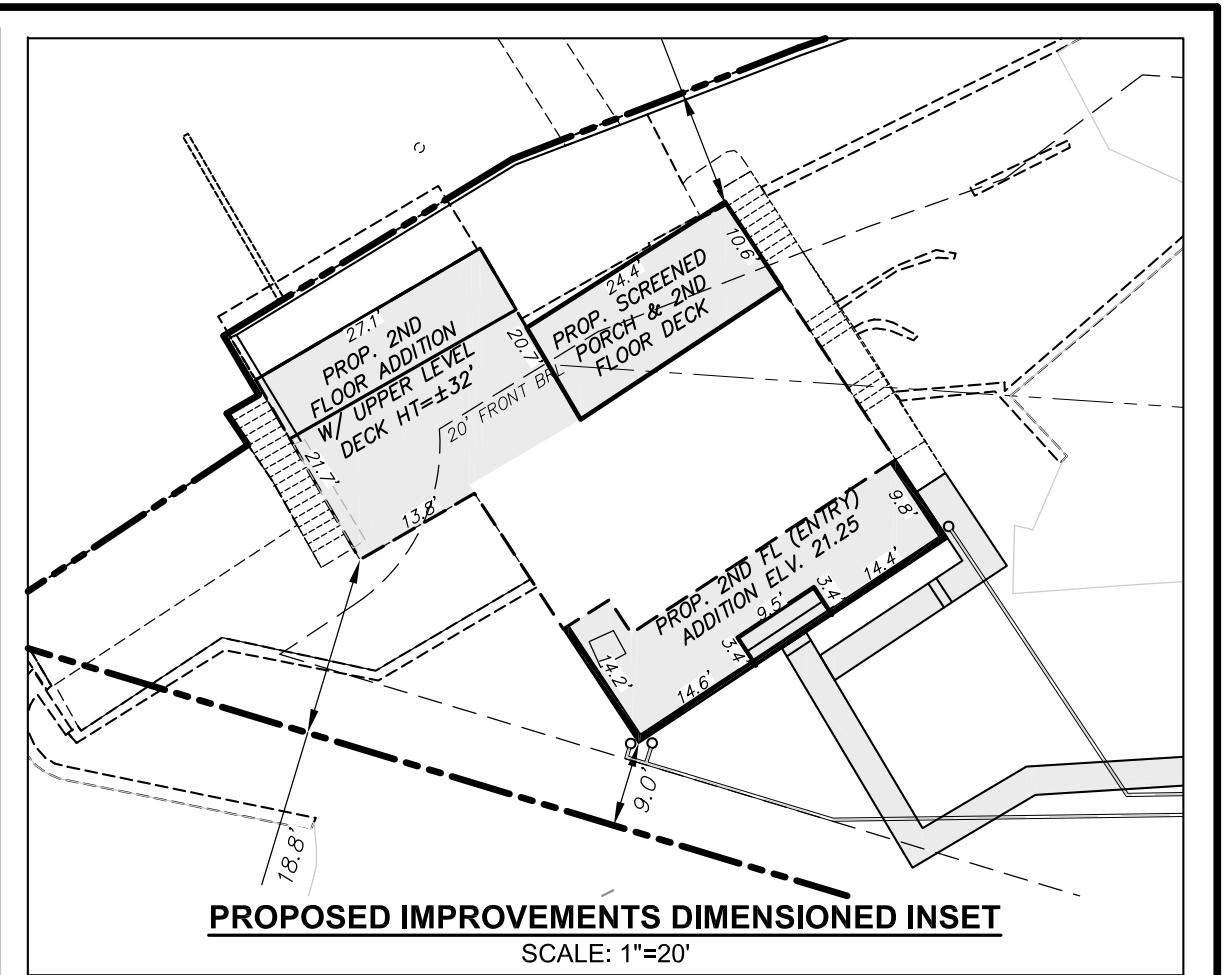 27.1'
PROP. 2ND
FLOOR ADDITION
W/ UPPER LEVEL
DECK HT=±32'
21.7'
13.8'
20.7'
20' FRONT BRL
24.4'
10.6'
PROP. SCREENED
PORCH & 2ND
FLOOR DECK
PROP. 2ND FL (ENTRY)
ADDITION ELV. 21.25
9.8'
14.4'
3.4'
9.5'
3.4'
14.6'
14.2'
9.0'
18.8'
PROPOSED IMPROVEMENTS DIMENSIONED INSET
SCALE: 1"=20'